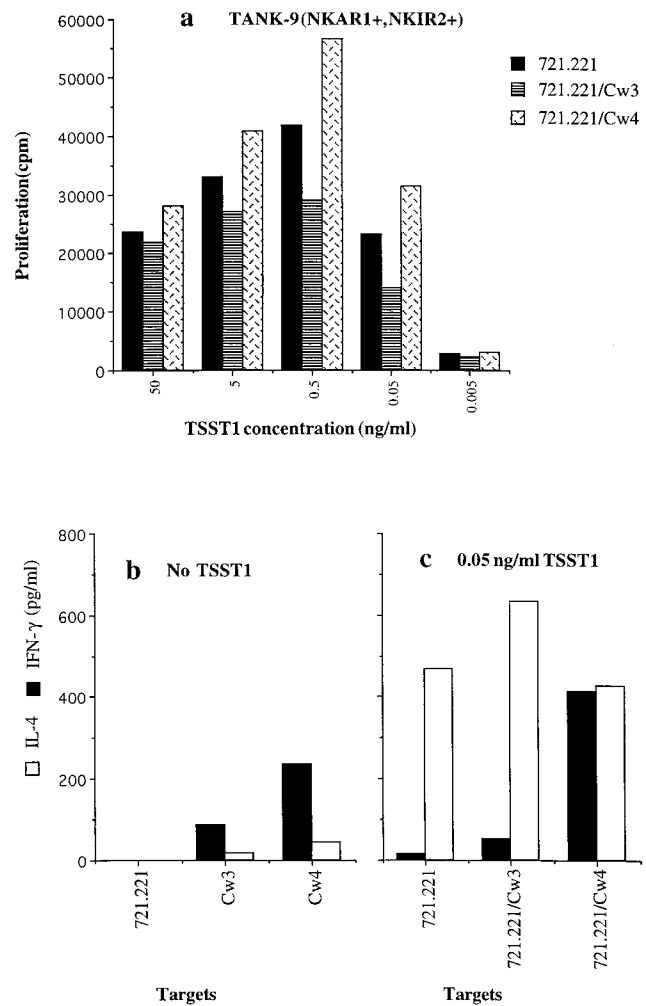 a TANK-9(NKAR1+,NKIR2+)
60000
50000
40000
30000
20000
10000
0
Proliferation(cpm)
721.221
721.221/Cw3
721.221/Cw4
50
5
0.5
0.05
0.005
TSST1 concentration (ng/ml)
800
600
400
200
0
IL-4 IFN-γ (pg/ml)
b No TSST1
c 0.05 ng/ml TSST1
721.221
Cw3
Cw4
721.221
721.221/Cw3
721.221/Cw4
Targets
Targets